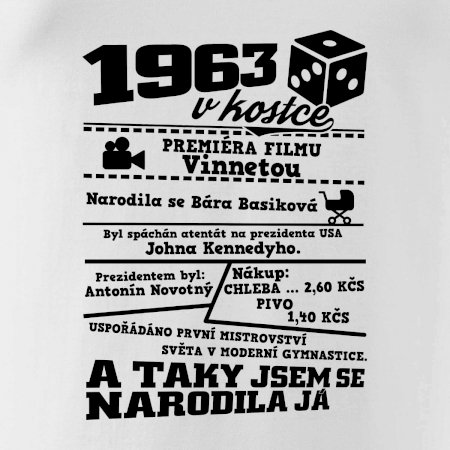 1963
v kostce
PREMIÉRA FILMU
Vinnetou
Narodila se Bára Basiková
Byl spáchán atentát na prezidenta USA
Johna Kennedyho.
Prezidentem byl:
Antonín Novotný
Nákup:
CHLEBA ... 2,60 KČS
PIVO
1,40 KČS
USPOŘÁDÁNO PRVNÍ MISTROVSTVÍ
SVĚTA V MODERNÍ GYMNASTICE.
A TAKY JSEM SE
NARODILA JÁ